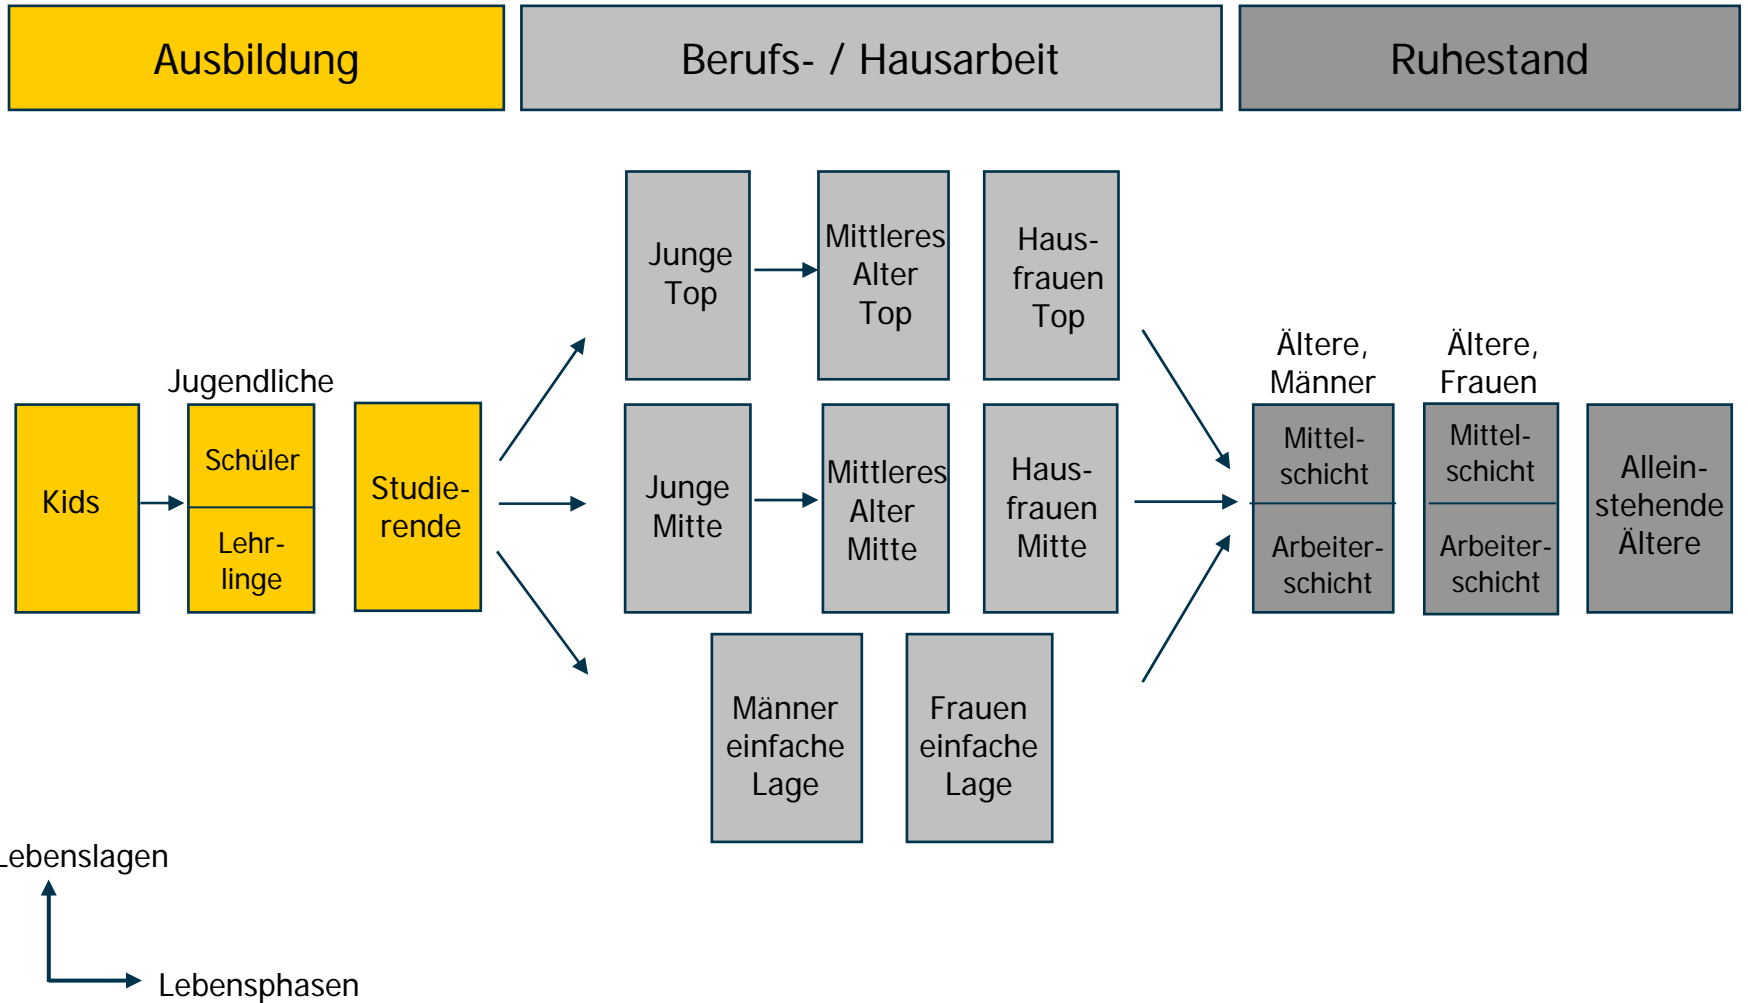 Ausbildung
Berufs- / Hausarbeit
Ruhestand
Kids
Jugendliche
Schüler
Lehr-
linge
Studie-
rende
Junge
Top
Mittleres
Alter
Top
Haus-
frauen
Top
Junge
Mitte
Mittleres
Alter
Mitte
Haus-
frauen
Mitte
Männer
einfache
Lage
Frauen
einfache
Lage
Ältere,
Männer
Mittel-
schicht
Arbeiter-
schicht
Ältere,
Frauen
Mittel-
schicht
Arbeiter-
schicht
Allein-
stehende
Ältere
Lebenslagen
Lebensphasen